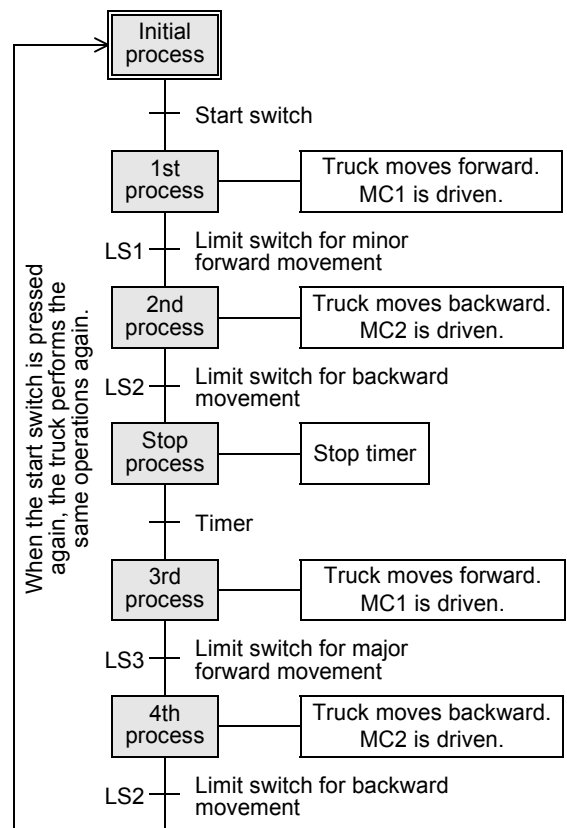 Initial
process
Start switch
1st
process
Truck moves forward.
MC1 is driven.
LS1
Limit switch for minor
forward movement
2nd
process
Truck moves backward.
MC2 is driven.
LS2
Limit switch for backward
movement
Stop
process
Stop timer
Timer
3rd
process
Truck moves forward.
MC1 is driven.
LS3
Limit switch for major
forward movement
4th
process
Truck moves backward.
MC2 is driven.
LS2
Limit switch for backward
movement
When the start switch is pressed
again, the truck performs the
same operations again.